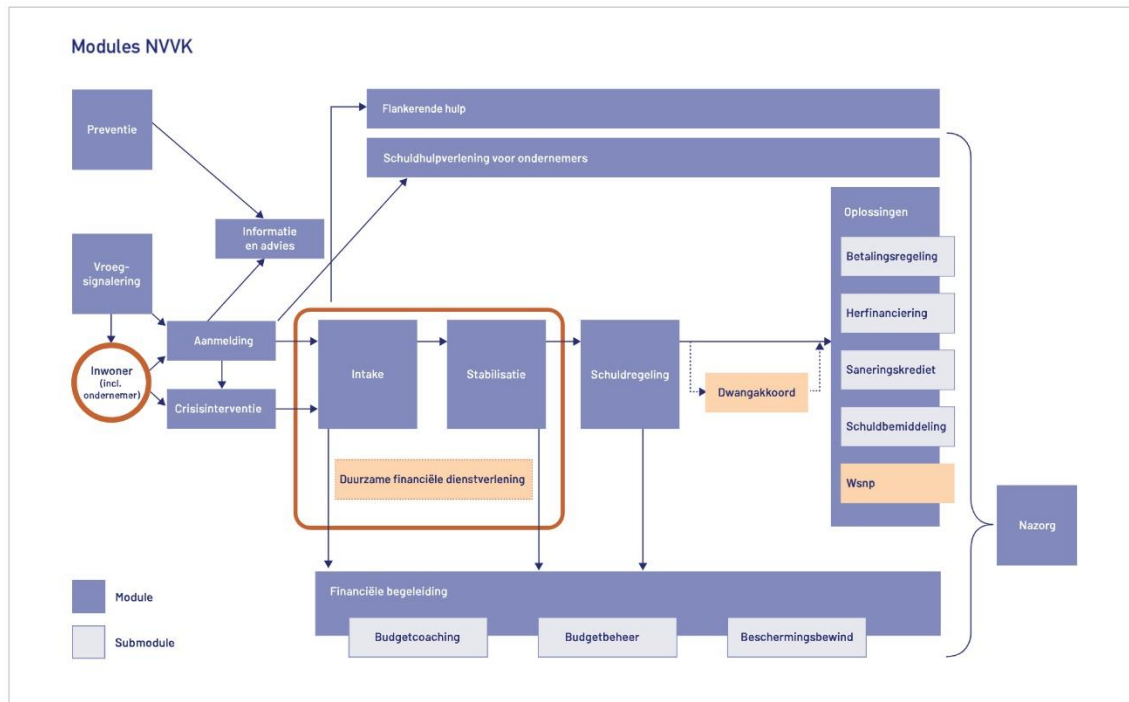 Modules NVVK
Preventie
Flankerende hulp
Schuldhulpverlening voor ondernemers
Informatie
en advies
Oplossingen
Betalingsregeling
Herfinanciering
Saneringskrediet
Schuldbemiddeling
Wsnp
Vroeg-
signalering
Aanmelding
Inwoner
(incl.
ondernemer)
Crisisinterventie
Intake
Stabilisatie
Schuldregeling
Dwangakkoord
Duurzame financiële dienstverlening
Nazorg
Financiële begeleiding
Budgetcoaching
Budgetbeheer
Beschermingsbewind
Module
Submodule